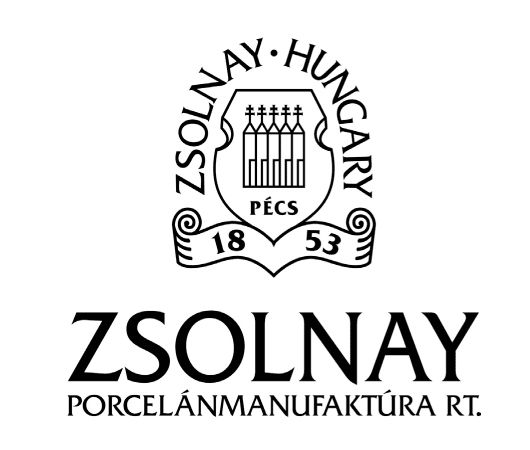 ZSOLNAY · HUNGARY
PÉCS
18 53
ZSOLNAY
PORCELÁNMANUFAKTÚRA RT.